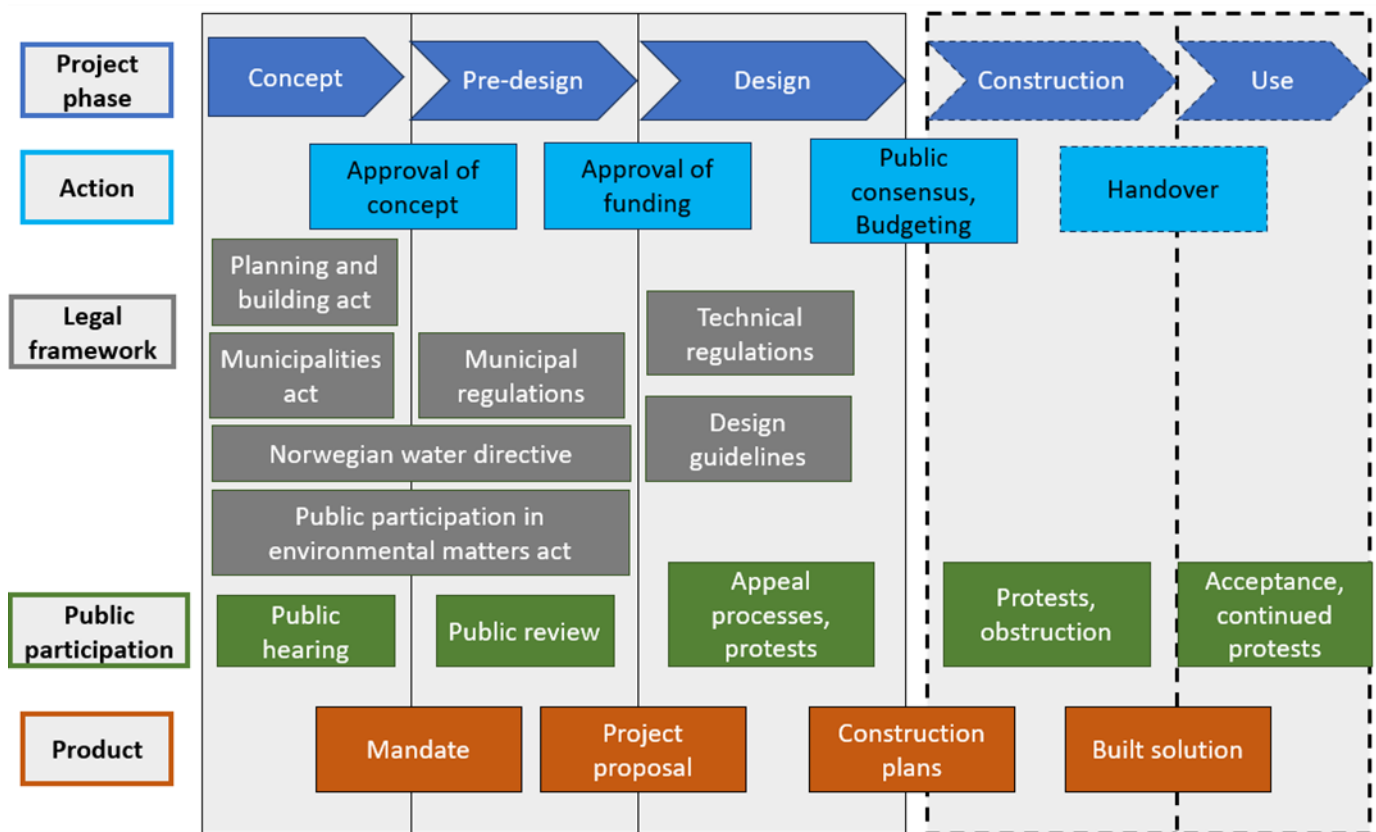 Project
phase
Concept
Pre-design
Design
Construction
Use
Action
Approval of
concept
Approval of
funding
Public
consensus,
Budgeting
Handover
Legal
framework
Planning and
building act
Municipalities
act
Municipal
regulations
Technical
regulations
Design
guidelines
Norwegian water directive
Public participation in
environmental matters act
Public
participation
Public
hearing
Public review
Appeal
processes,
protests
Protests,
obstruction
Acceptance,
continued
protests
Product
Mandate
Project
proposal
Construction
plans
Built solution